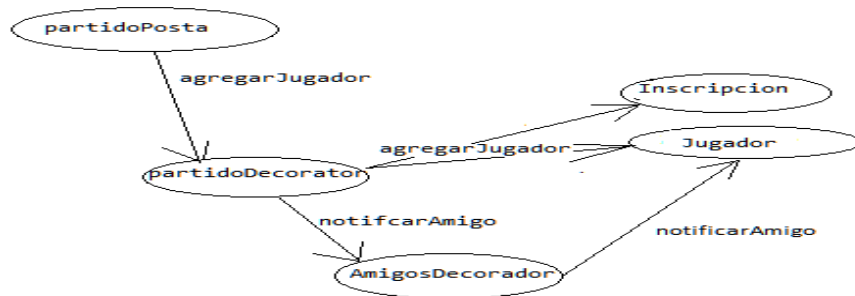 partidoPosta
agregarJugador
Inscripcion
agregarJugador
Jugador
partidoDecorator
notifcarAmigo
notificarAmigo
AmigosDecorador